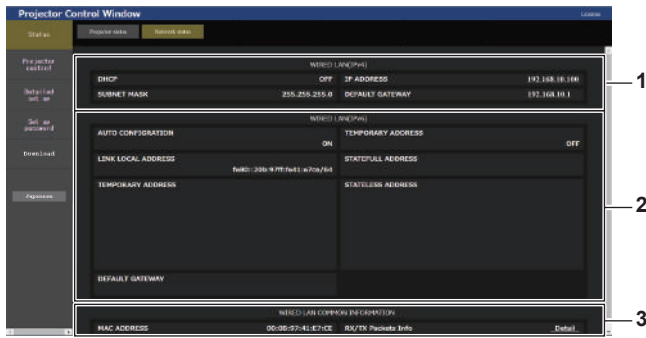 Projector Control Window
License
Status
Projector status
Network status
Projector control
Detailed set up
Set up password
Download
Japanese
WIRED LAN(IPv4)
DHCP OFF IP ADDRESS 192.168.10.100
SUBNET MASK 255.255.255.0 DEFAULT GATEWAY 192.168.10.1
1
WIRED LAN(IPv6)
AUTO CONFIGRATION ON TEMPORARY ADDRESS OFF
LINK LOCAL ADDRESS STATEFULL ADDRESS
TEMPORARY ADDRESS STATELESS ADDRESS
DEFAULT GATEWAY
2
WIRED LAN COMMON INFORMATION
MAC ADDRESS RX/TX Packets Info Detail
3